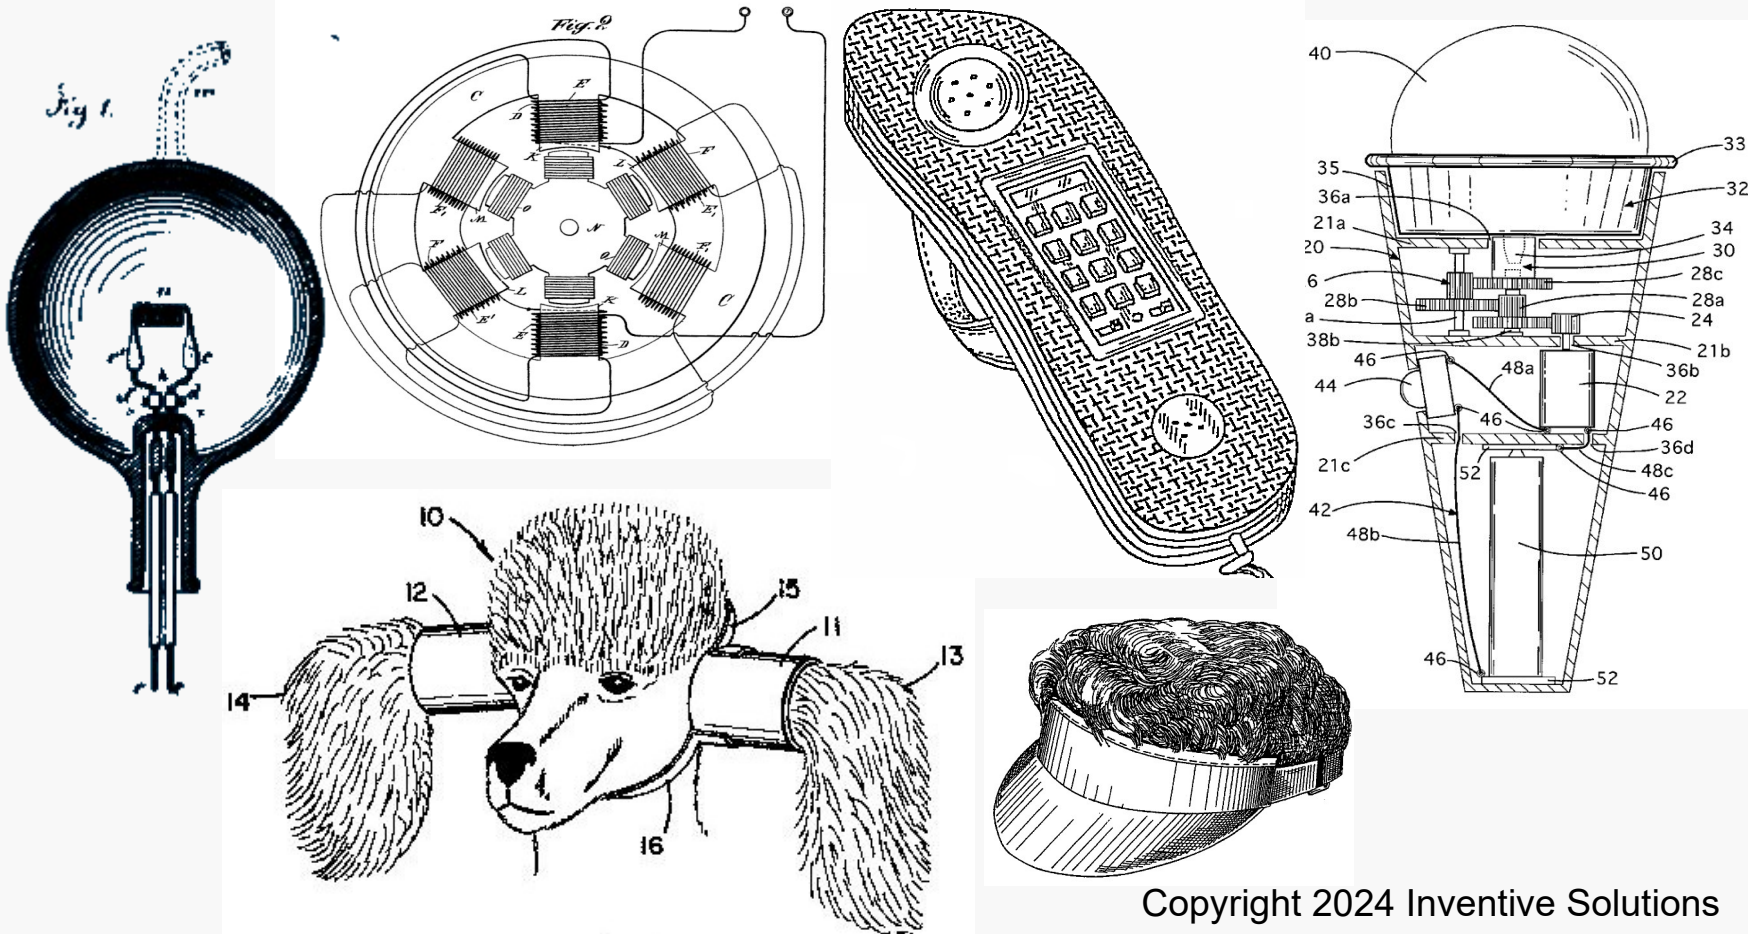 Fig 1.
Fig. 2
C
E
D
K
L
F
F,
M
O
N
M
E,
F
O
F,
E'
L
K
C
E
D
40
33
35
32
36a
21a
34
20
30
6
28c
28b
28a
a
24
38b
21b
46
36b
44
48a
22
36c
46
46
46
36d
21c
52
48c
46
42
48b
50
46
52
10
12
15
11
13
14
16
Copyright 2024 Inventive Solutions